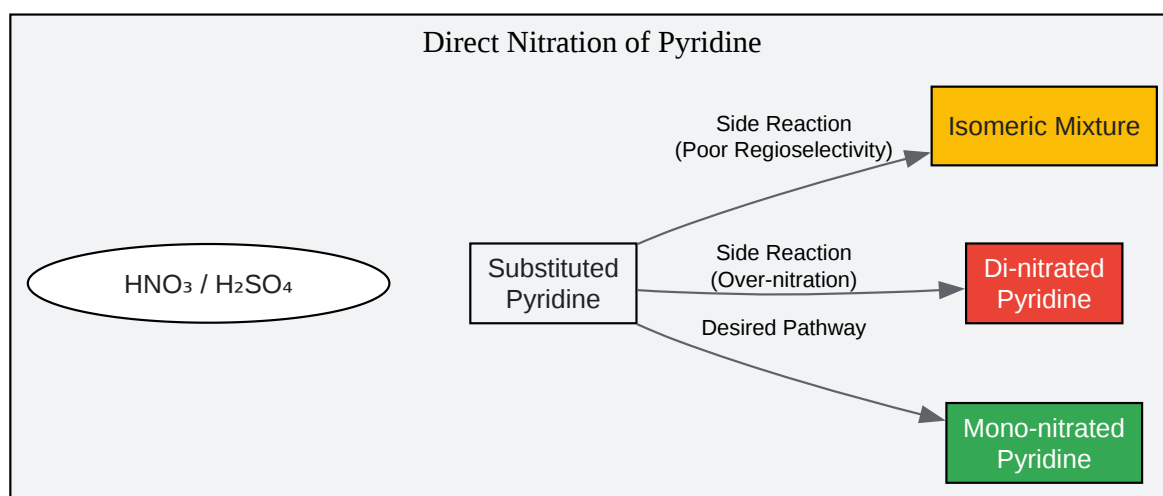 Direct Nitration of Pyridine
Isomeric Mixture
Side Reaction
(Poor Regioselectivity)
HNO₃ / H₂SO₄
Substituted
Pyridine
Side Reaction
(Over-nitration)
Di-nitrated
Pyridine
Desired Pathway
Mono-nitrated
Pyridine